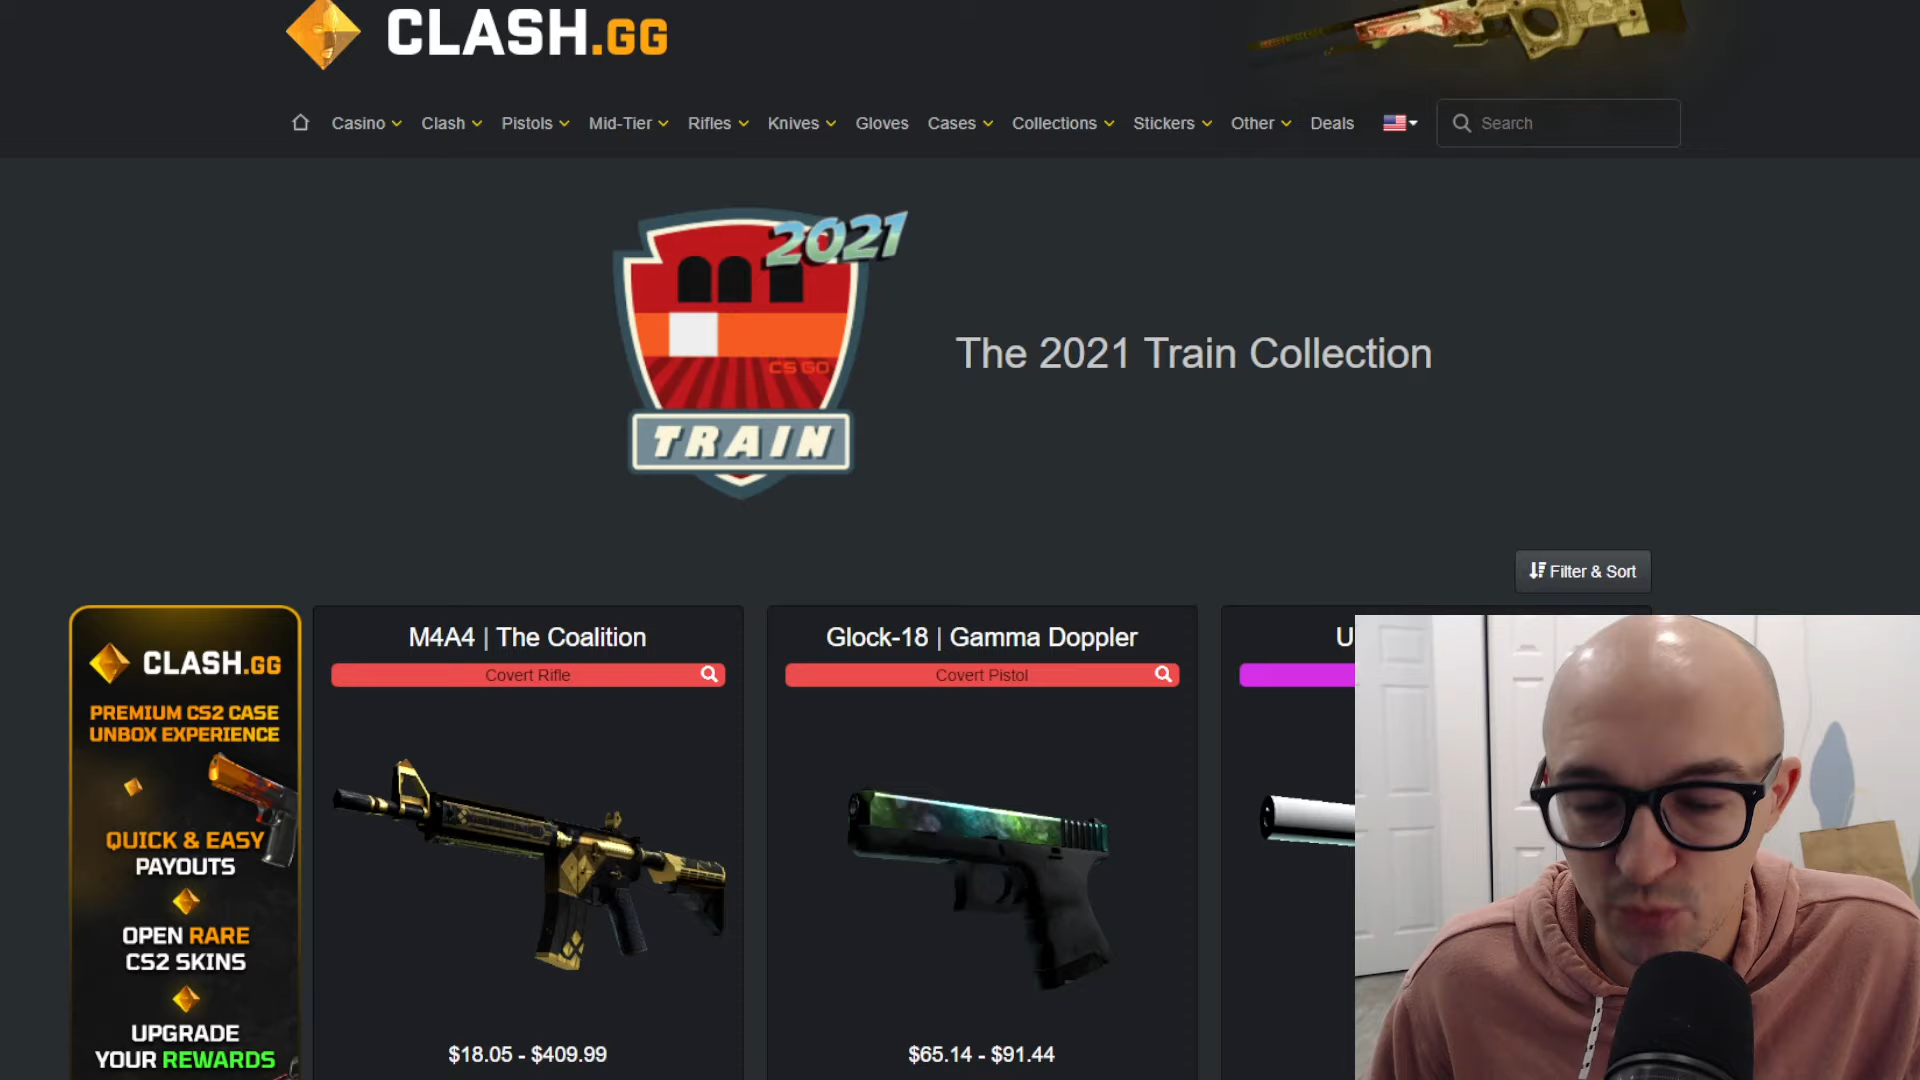 CLASH.GG
Casino Clash Pistols Mid-Tier Rifles Knives Gloves Cases Collections Stickers Other Deals Search
2021
CS GO
TRAIN
The 2021 Train Collection
Filter & Sort
CLASH.GG
PREMIUM CS2 CASE
UNBOX EXPERIENCE
QUICK & EASY
PAYOUTS
OPEN RARE
CS2 SKINS
UPGRADE
YOUR REWARDS
M4A4 | The Coalition
Covert Rifle
$18.05 - $409.99
Glock-18 | Gamma Doppler
Covert Pistol
$65.14 - $91.44
U